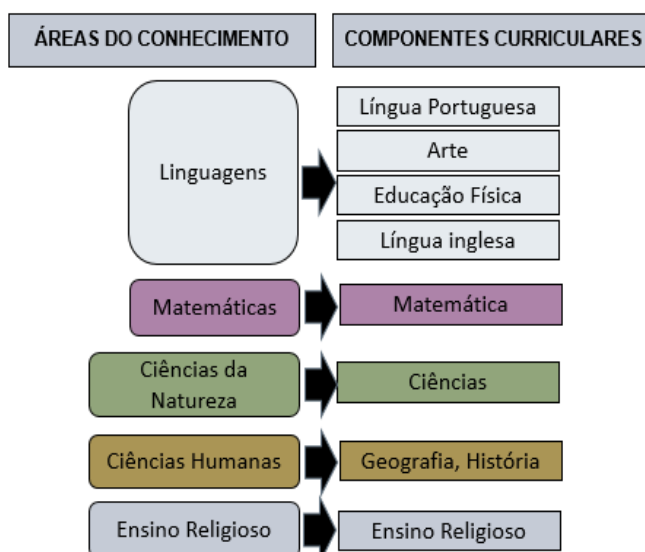 ÁREAS DO CONHECIMENTO
COMPONENTES CURRICULARES
Linguagens
Língua Portuguesa
Arte
Educação Física
Língua inglesa
Matemáticas
Matemática
Ciências da
Natureza
Ciências
Ciências Humanas
Geografia, História
Ensino Religioso
Ensino Religioso